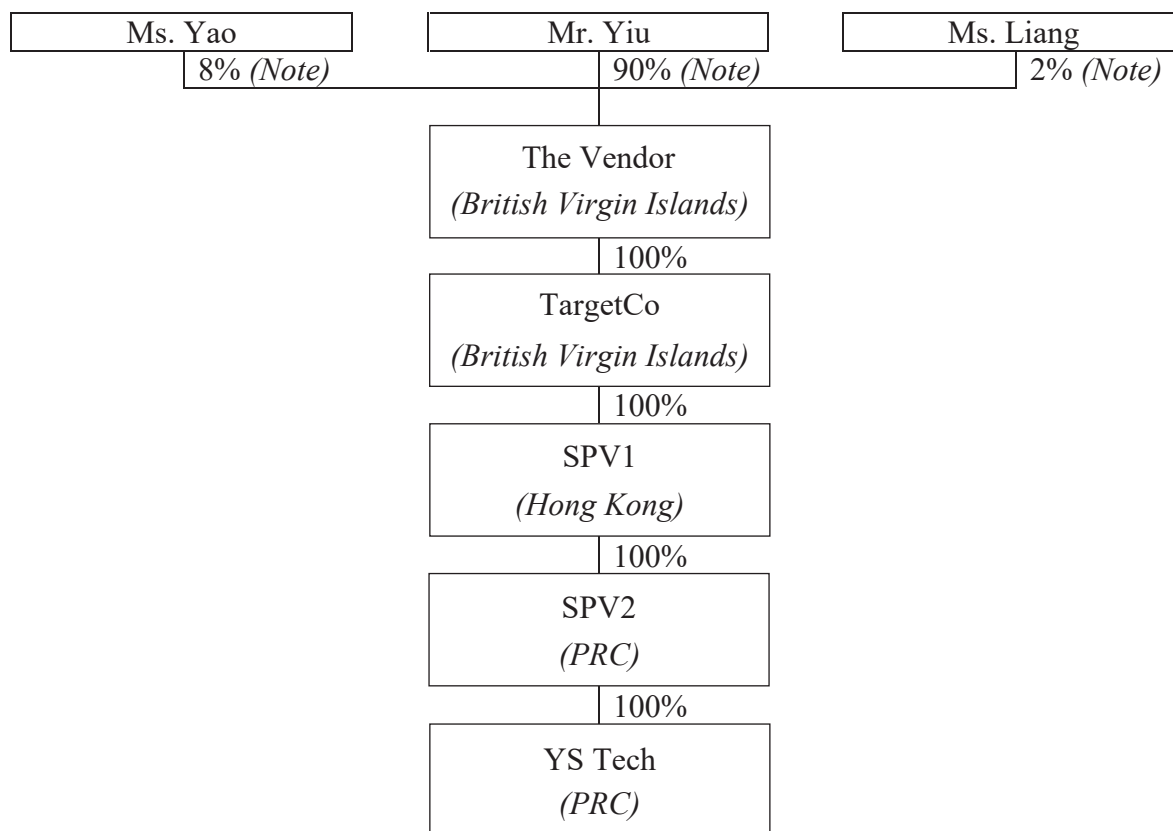 Ms. Yao
Mr. Yiu
Ms. Liang
8% (Note)
90% (Note)
2% (Note)
The Vendor
(British Virgin Islands)
100%
TargetCo
(British Virgin Islands)
100%
SPV1
(Hong Kong)
100%
SPV2
(PRC)
100%
YS Tech
(PRC)